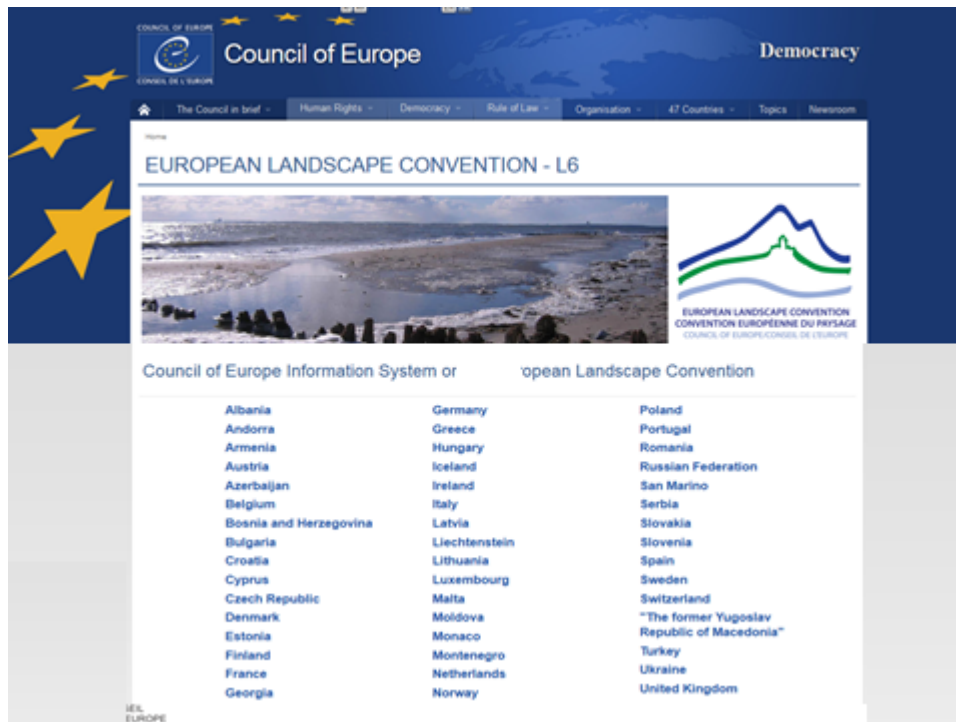 COUNCIL OF EUROPE
CONSEIL DE L'EUROPE
Council of Europe
Democracy
The Council in brief
Human Rights
Democracy
Rule of Law
Organisation
47 Countries
Topics
Newsroom
Home
EUROPEAN LANDSCAPE CONVENTION - L6
EUROPEAN LANDSCAPE CONVENTION
CONVENTION EUROPÉENNE DU PAYSAGE
COUNCIL OF EUROPE/CONSEIL DE L'EUROPE
Council of Europe Information System or opean Landscape Convention
Albania
Andorra
Armenia
Austria
Azerbaijan
Belgium
Bosnia and Herzegovina
Bulgaria
Croatia
Cyprus
Czech Republic
Denmark
Estonia
Finland
France
Georgia
Germany
Greece
Hungary
Iceland
Ireland
Italy
Latvia
Liechtenstein
Lithuania
Luxembourg
Malta
Moldova
Monaco
Montenegro
Netherlands
Norway
Poland
Portugal
Romania
Russian Federation
San Marino
Serbia
Slovakia
Slovenia
Spain
Sweden
Switzerland
"The former Yugoslav
Republic of Macedonia"
Turkey
Ukraine
United Kingdom
EUROPE